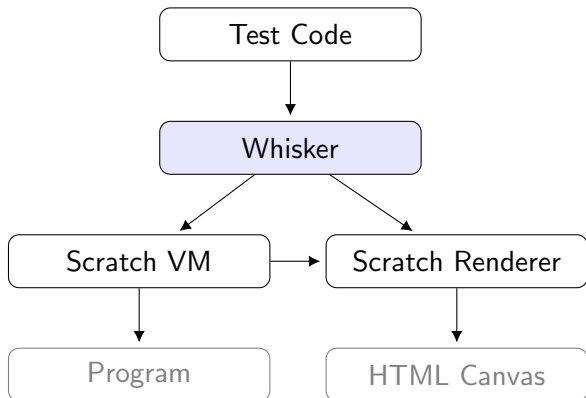 Test Code
Whisker
Scratch VM
Scratch Renderer
Program
HTML Canvas